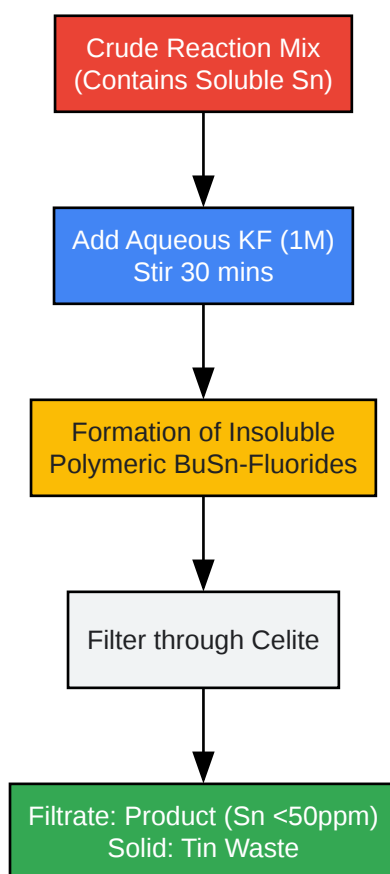 Crude Reaction Mix
(Contains Soluble Sn)
Add Aqueous KF (1M)
Stir 30 mins
Formation of Insoluble
Polymeric BuSn-Fluorides
Filter through Celite
Filtrate: Product (Sn <50ppm)
Solid: Tin Waste